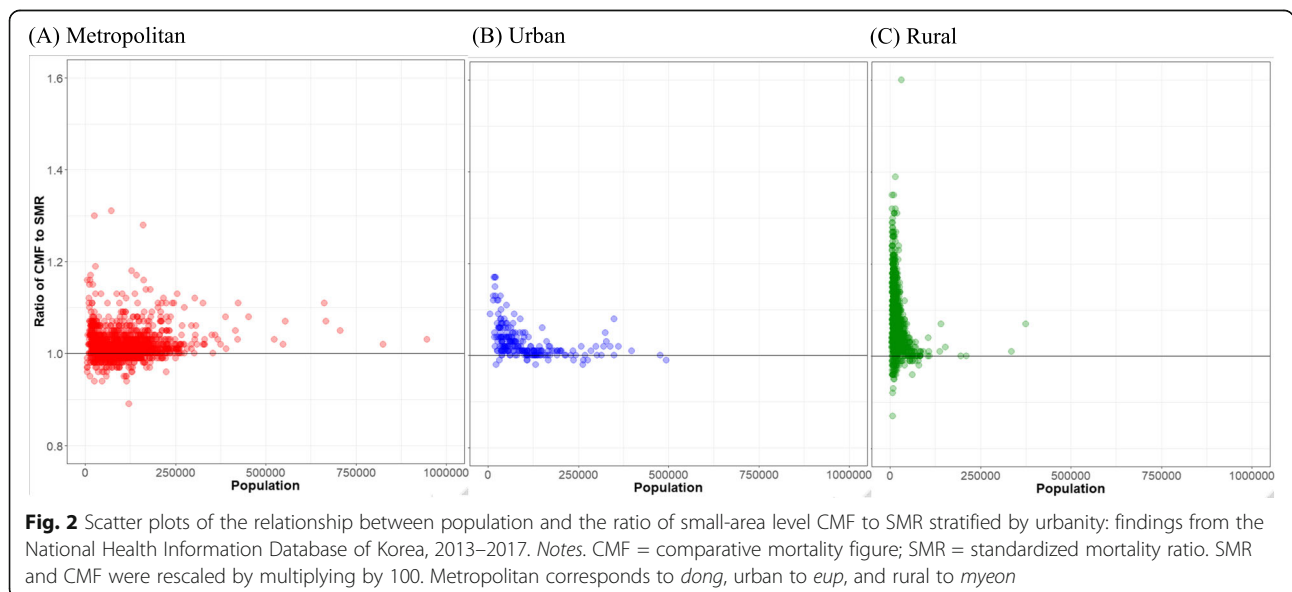 (A) Metropolitan
(B) Urban
(C) Rural
Ratio of CMF to SMR
1.6
1.4
1.2
1.0
0.8
0 250000 500000 750000 1000000
Population
0 250000 500000 750000 1000000
Population
0 250000 500000 750000 1000000
Population
Fig. 2 Scatter plots of the relationship between population and the ratio of small-area level CMF to SMR stratified by urbanity: findings from the
National Health Information Database of Korea, 2013–2017. Notes. CMF = comparative mortality figure; SMR = standardized mortality ratio. SMR
and CMF were rescaled by multiplying by 100. Metropolitan corresponds to dong, urban to eup, and rural to myeon